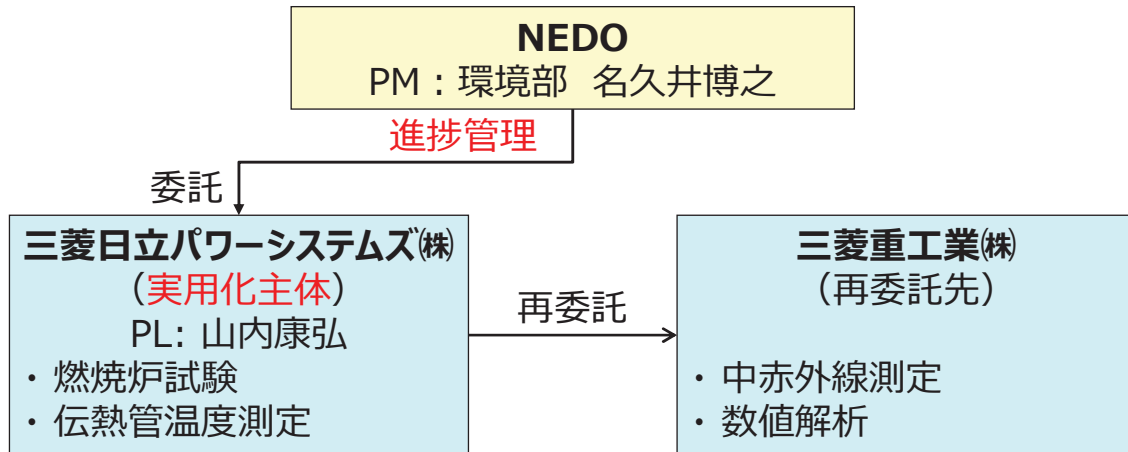 NEDO
PM：環境部 名久井博之
進捗管理
委託
三菱日立パワーシステムズ㈱
（実用化主体）
PL: 山内康弘
・ 燃焼炉試験
・ 伝熱管温度測定
再委託
三菱重工業㈱
（再委託先）
・ 中赤外線測定
・ 数値解析